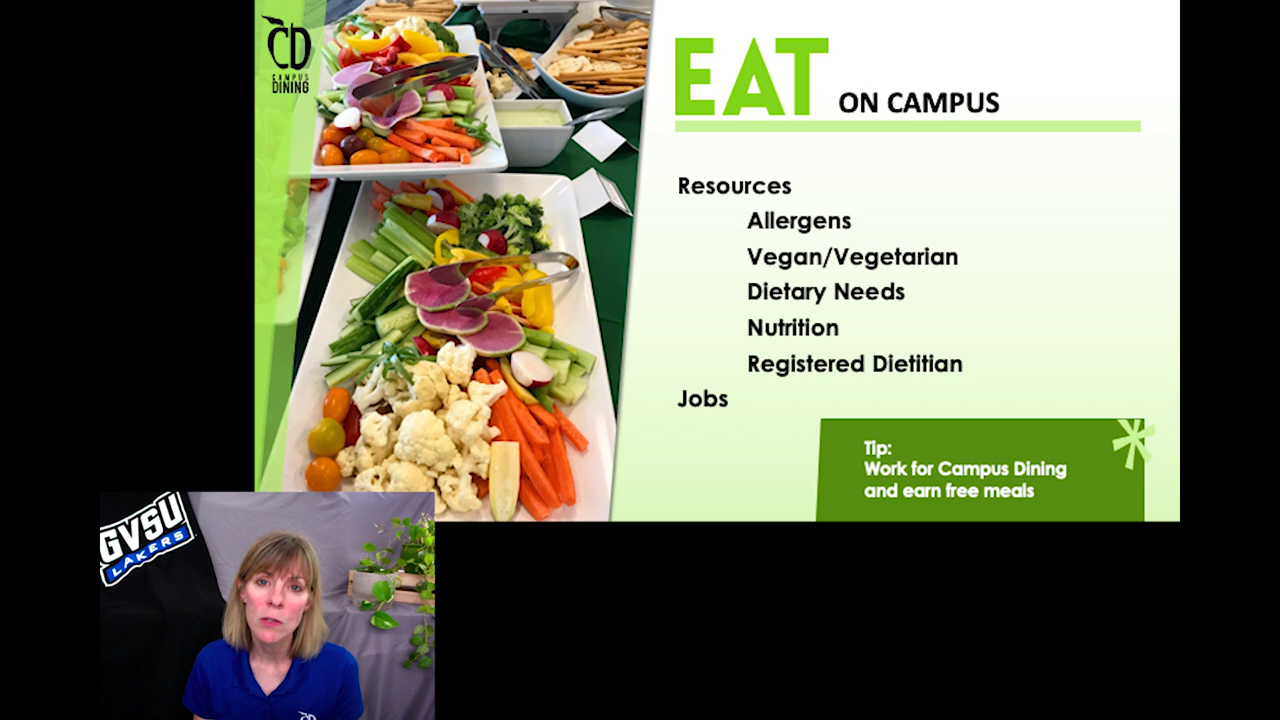 CD
CAMPUS
DINING
EAT ON CAMPUS
Resources
Allergens
Vegan/Vegetarian
Dietary Needs
Nutrition
Registered Dietitian
Jobs
Tip:
Work for Campus Dining
and earn free meals
GVSU
LAKERS
CD